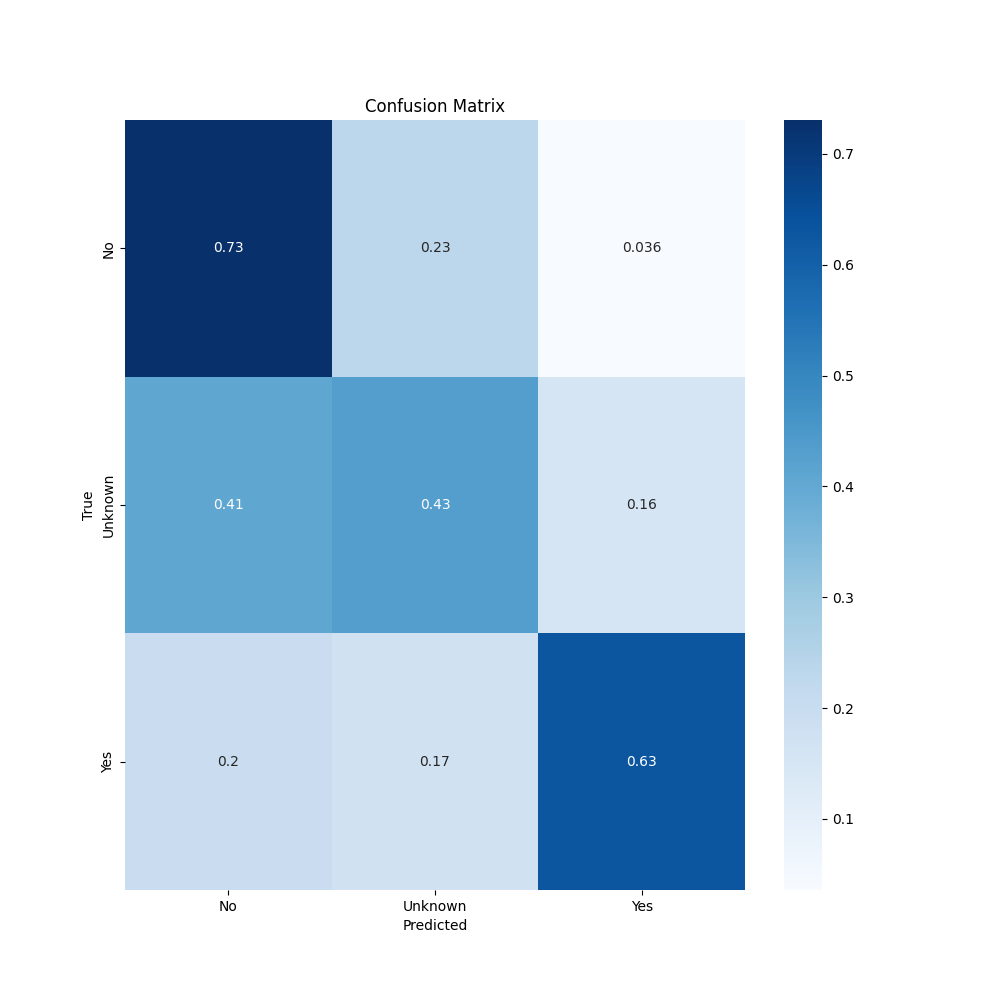 Confusion Matrix
No
0.73 0.23 0.036
True
Unknown
0.41 0.43 0.16
Yes
0.2 0.17 0.63
No Unknown Yes
Predicted
0.7
0.6
0.5
0.4
0.3
0.2
0.1